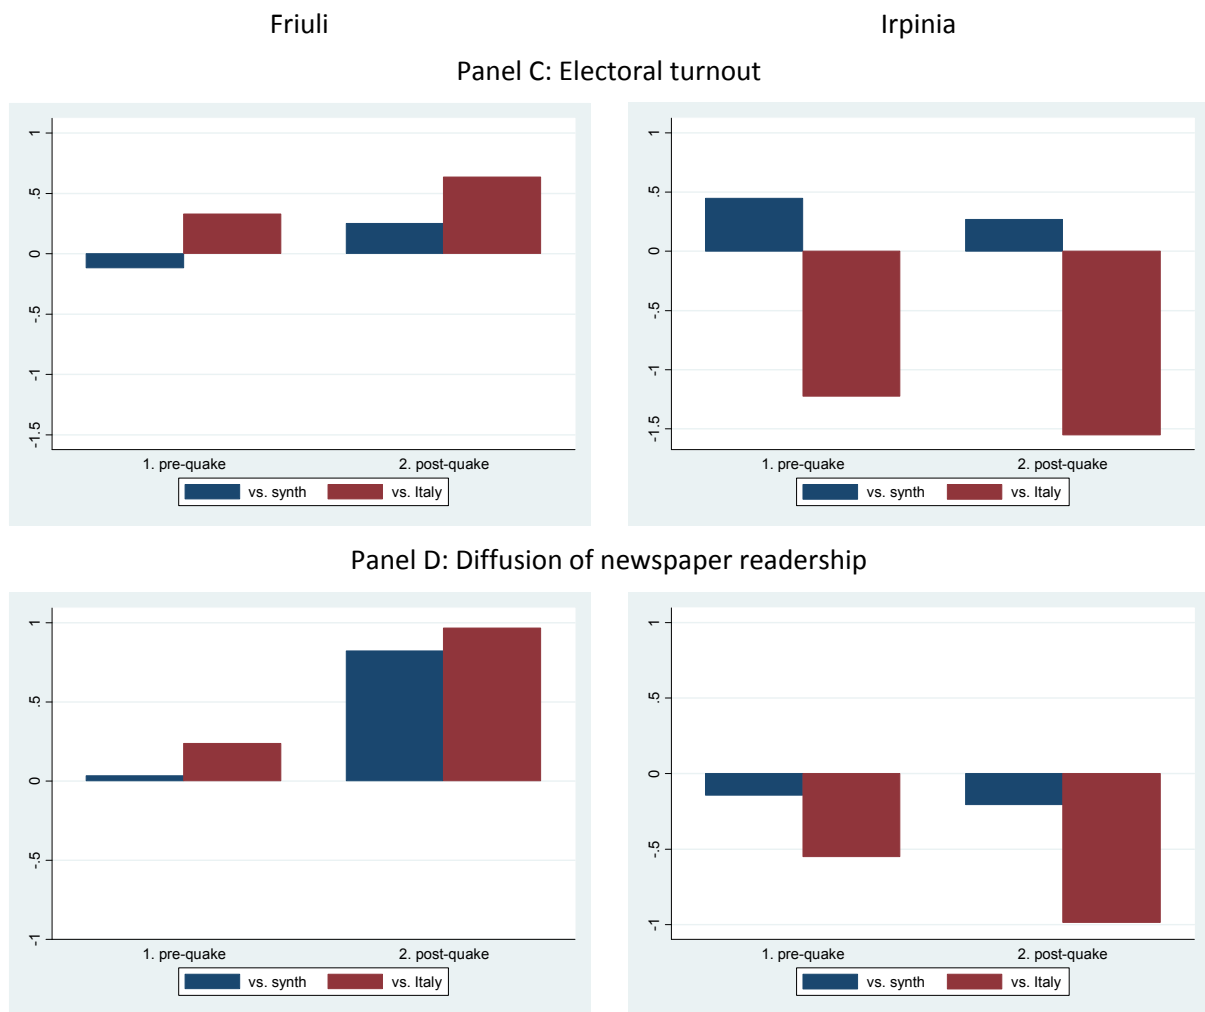 Friuli Irpinia
Panel C: Electoral turnout
1
.5
0
-.5
-1
-1.5
1. pre-quake 2. post-quake
vs. synth vs. Italy
1
.5
0
-.5
-1
-1.5
1. pre-quake 2. post-quake
vs. synth vs. Italy
Panel D: Diffusion of newspaper readership
1
.5
0
-.5
-1
1. pre-quake 2. post-quake
vs. synth vs. Italy
1
.5
0
-.5
-1
1. pre-quake 2. post-quake
vs. synth vs. Italy